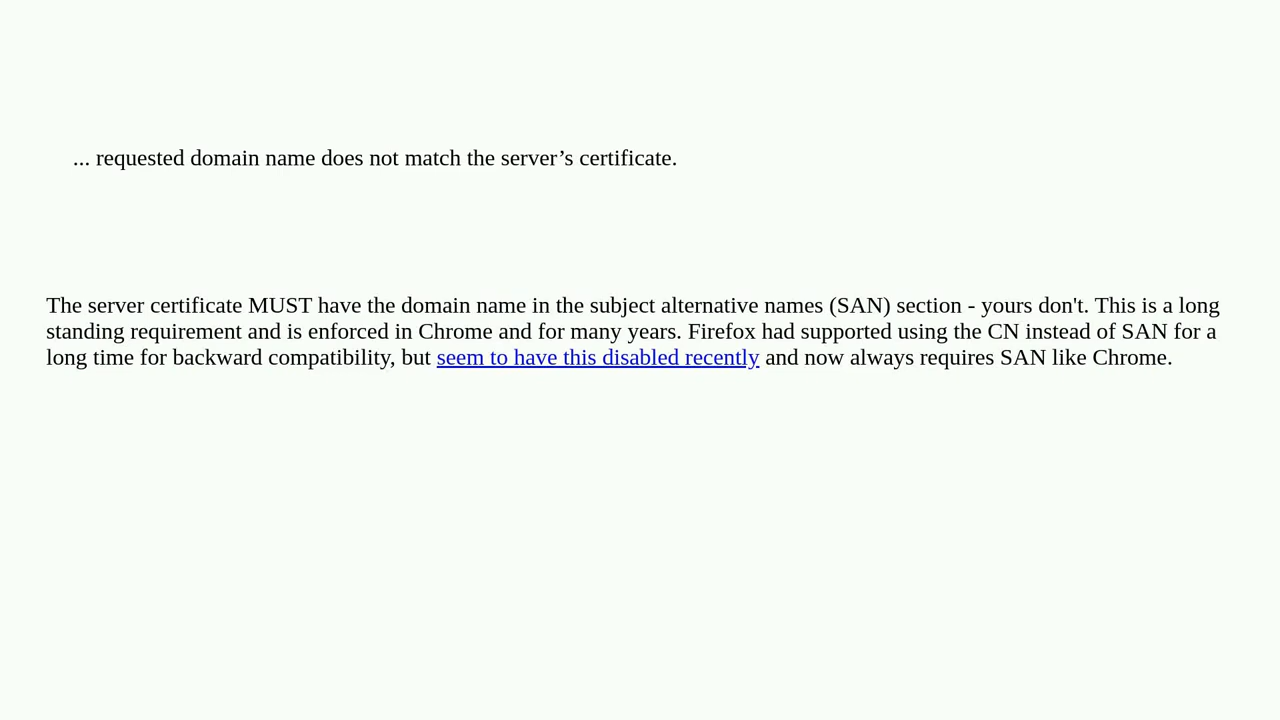 ... requested domain name does not match the server’s certificate.
The server certificate MUST have the domain name in the subject alternative names (SAN) section - yours don't. This is a long
standing requirement and is enforced in Chrome and for many years. Firefox had supported using the CN instead of SAN for a
long time for backward compatibility, but seem to have this disabled recently and now always requires SAN like Chrome.